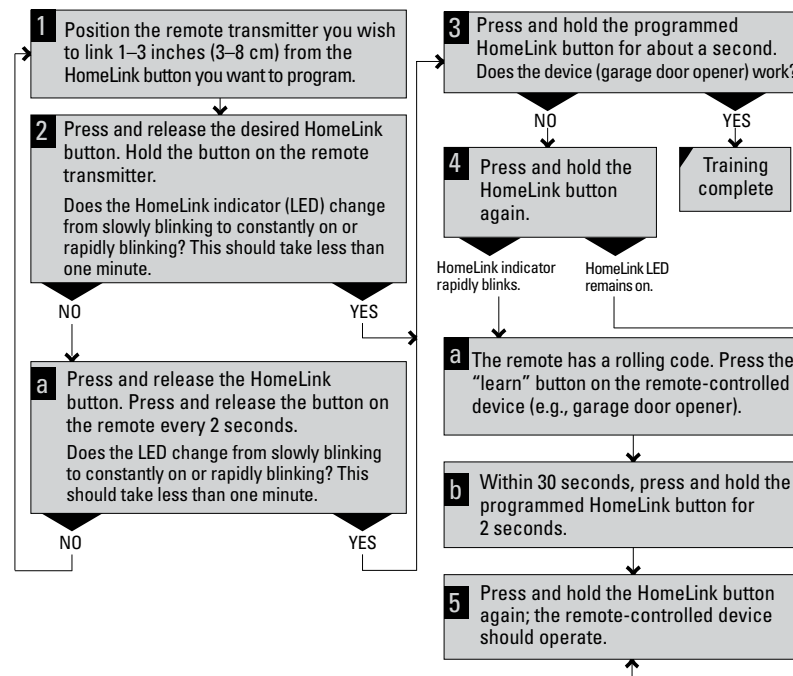 1
Position the remote transmitter you wish
to link 1–3 inches (3–8 cm) from the
HomeLink button you want to program.
2
Press and release the desired HomeLink
button. Hold the button on the remote
transmitter.
Does the HomeLink indicator (LED) change
from slowly blinking to constantly on or
rapidly blinking? This should take less than
one minute.
NO
YES
a
Press and release the HomeLink
button. Press and release the button on
the remote every 2 seconds.
Does the LED change from slowly blinking
to constantly on or rapidly blinking? This
should take less than one minute.
NO
YES
3
Press and hold the programmed
HomeLink button for about a second.
Does the device (garage door opener) work?
NO
YES
4
Press and hold the
HomeLink button
again.
Training
complete
HomeLink indicator
rapidly blinks.
HomeLink LED
remains on.
a
The remote has a rolling code. Press the
“learn” button on the remote-controlled
device (e.g., garage door opener).
b
Within 30 seconds, press and hold the
programmed HomeLink button for
2 seconds.
5
Press and hold the HomeLink button
again; the remote-controlled device
should operate.